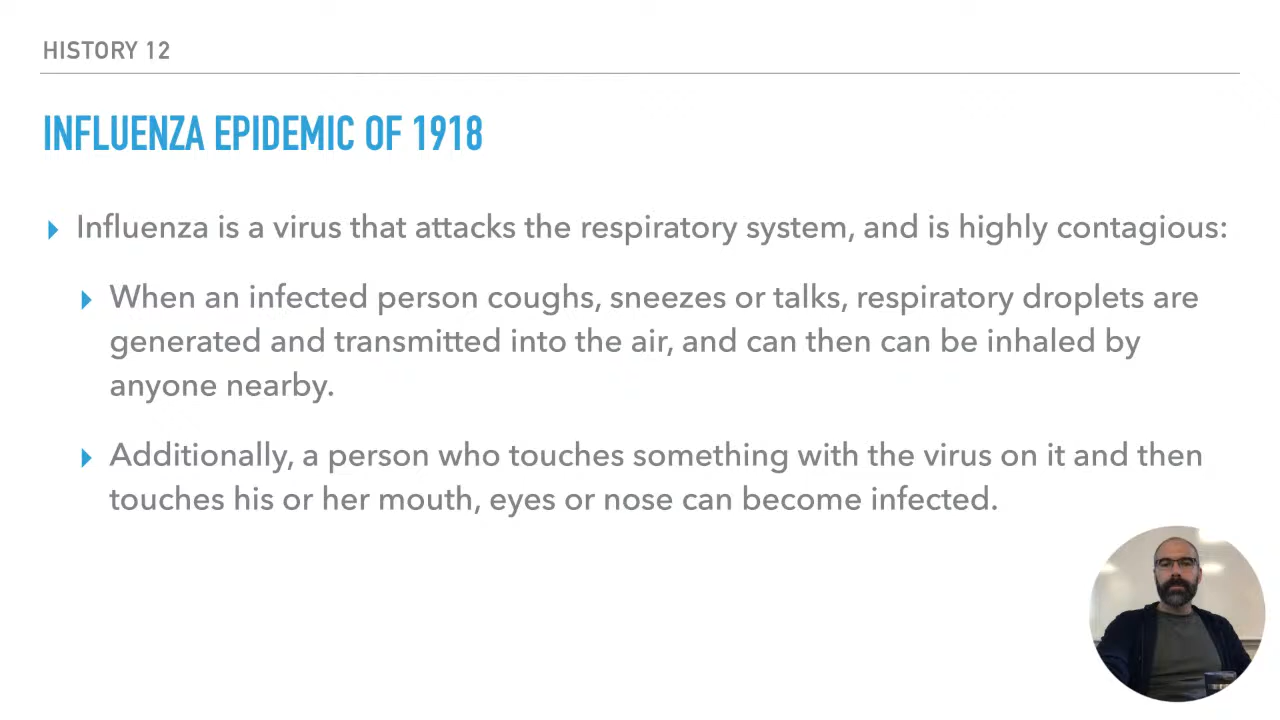 HISTORY 12
INFLUENZA EPIDEMIC OF 1918
Influenza is a virus that attacks the respiratory system, and is highly contagious:
When an infected person coughs, sneezes or talks, respiratory droplets are
generated and transmitted into the air, and can then can be inhaled by
anyone nearby.
Additionally, a person who touches something with the virus on it and then
touches his or her mouth, eyes or nose can become infected.